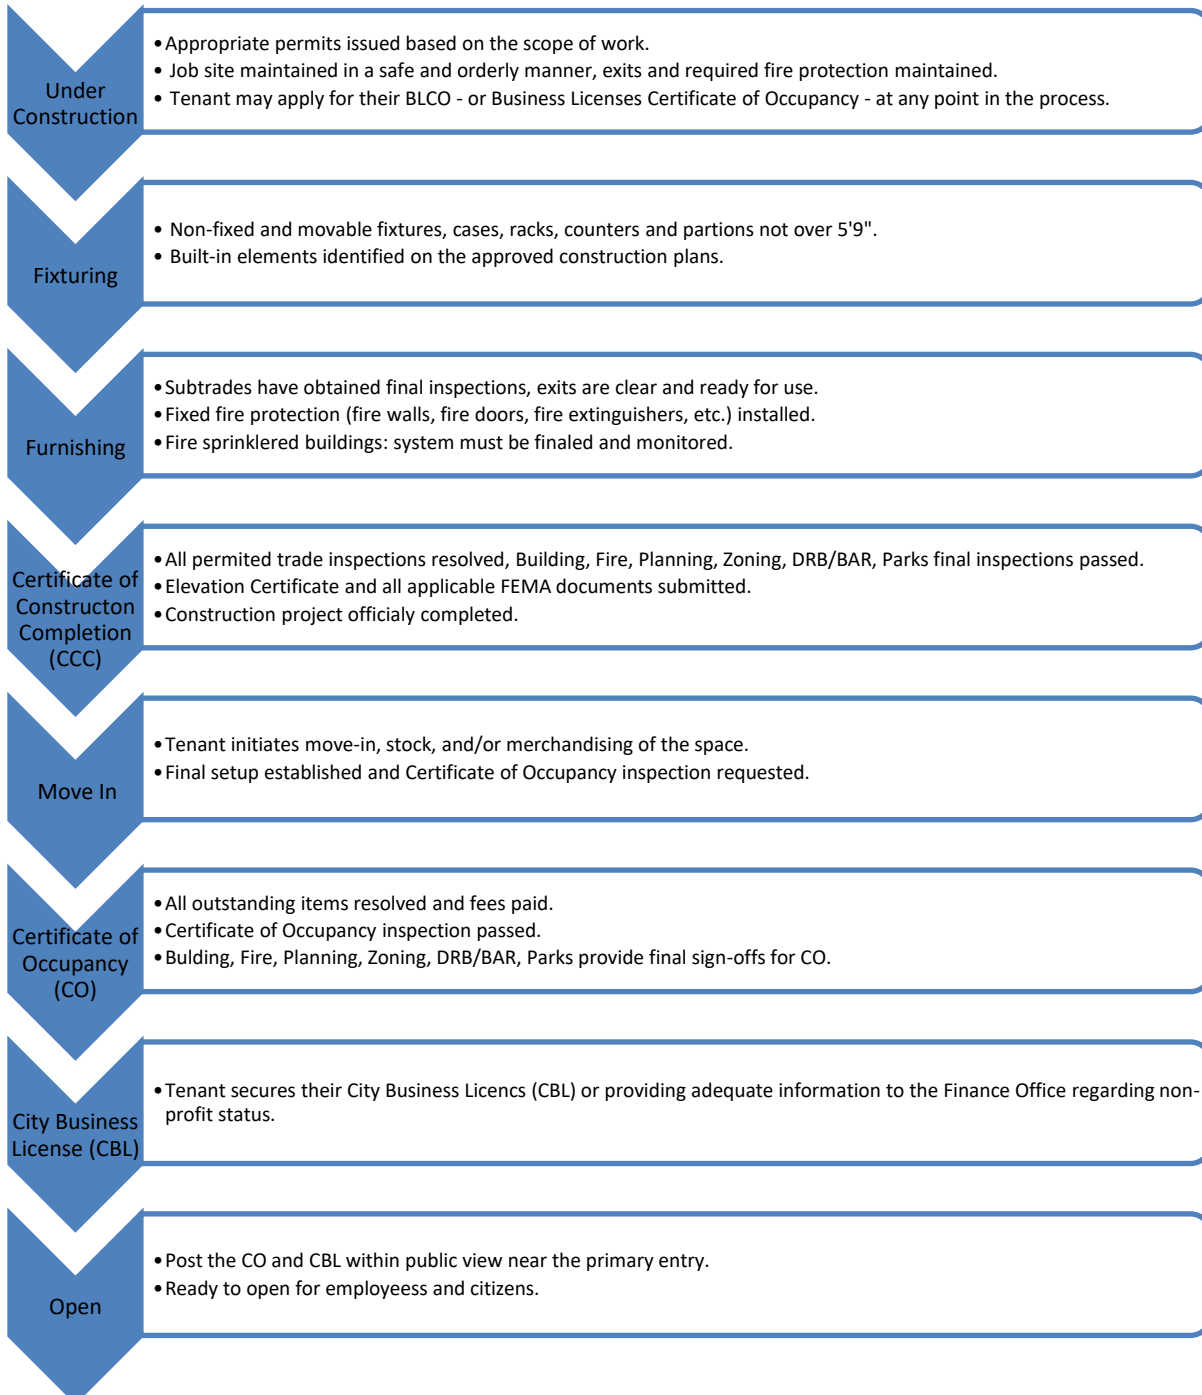 Under
Construction
•Appropriate permits issued based on the scope of work.
• Job site maintained in a safe and orderly manner, exits and required fire protection maintained.
• Tenant may apply for their BLCO - or Business Licenses Certificate of Occupancy - at any point in the process.
Fixturing
• Non-fixed and movable fixtures, cases, racks, counters and partion not over 5'9".
• Built-in elements identified on the approved construction plans.
Furnishing
•Subtrades have obtained final inspections, exits are clear and ready for use.
•Fixed fire protection (fire walls, fire doors, fire extinguishers, etc.) installed.
•Fire sprinklered buildings: system must be finaled and monitored.
Certificate of
Constructon
Completion
(CCC)
•All permited trade inspections resolved, Building, Fire, Planning, Zoning, DRB/BAR, Parks final inspections passed.
•Elevation Certificate and all applicable FEMA documents submitted.
•Construction project officialy completed.
Move In
•Tenant initiates move-in, stock, and/or merchandising of the space.
•Final setup established and Certificate of Occupancy inspection requested.
Certificate of
Occupancy
(CO)
•All outstanding items resolved and fees paid.
•Certificate of Occupancy inspection passed.
•Bulding, Fire, Planning, Zoning, DRB/BAR, Parks provide final sign-offs for CO.
City Business
License (CBL)
•Tenant secures their City Business Licencs (CBL) or providing adequate information to the Finance Office regarding non-
profit status.
Open
•Post the CO and CBL within public view near the primary entry.
•Ready to open for employeess and citizens.